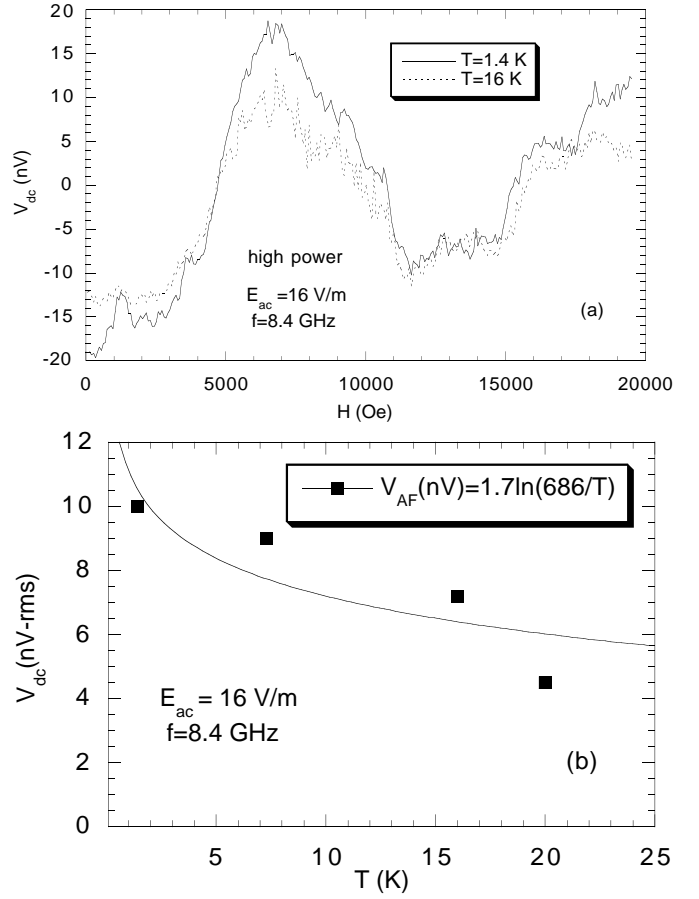 20
15
10
5
0
-5
-10
-15
-20
V_dc (nV)
T=1.4 K
T=16 K
high power
E_ac =16 V/m
f=8.4 GHz
(a)
0 5000 10000 15000 20000
H (Oe)
12
10
8
6
4
2
0
V_dc(nV-rms)
V_AF(nV)=1.7ln(686/T)
E_ac = 16 V/m
f=8.4 GHz
(b)
5 10 15 20 25
T (K)